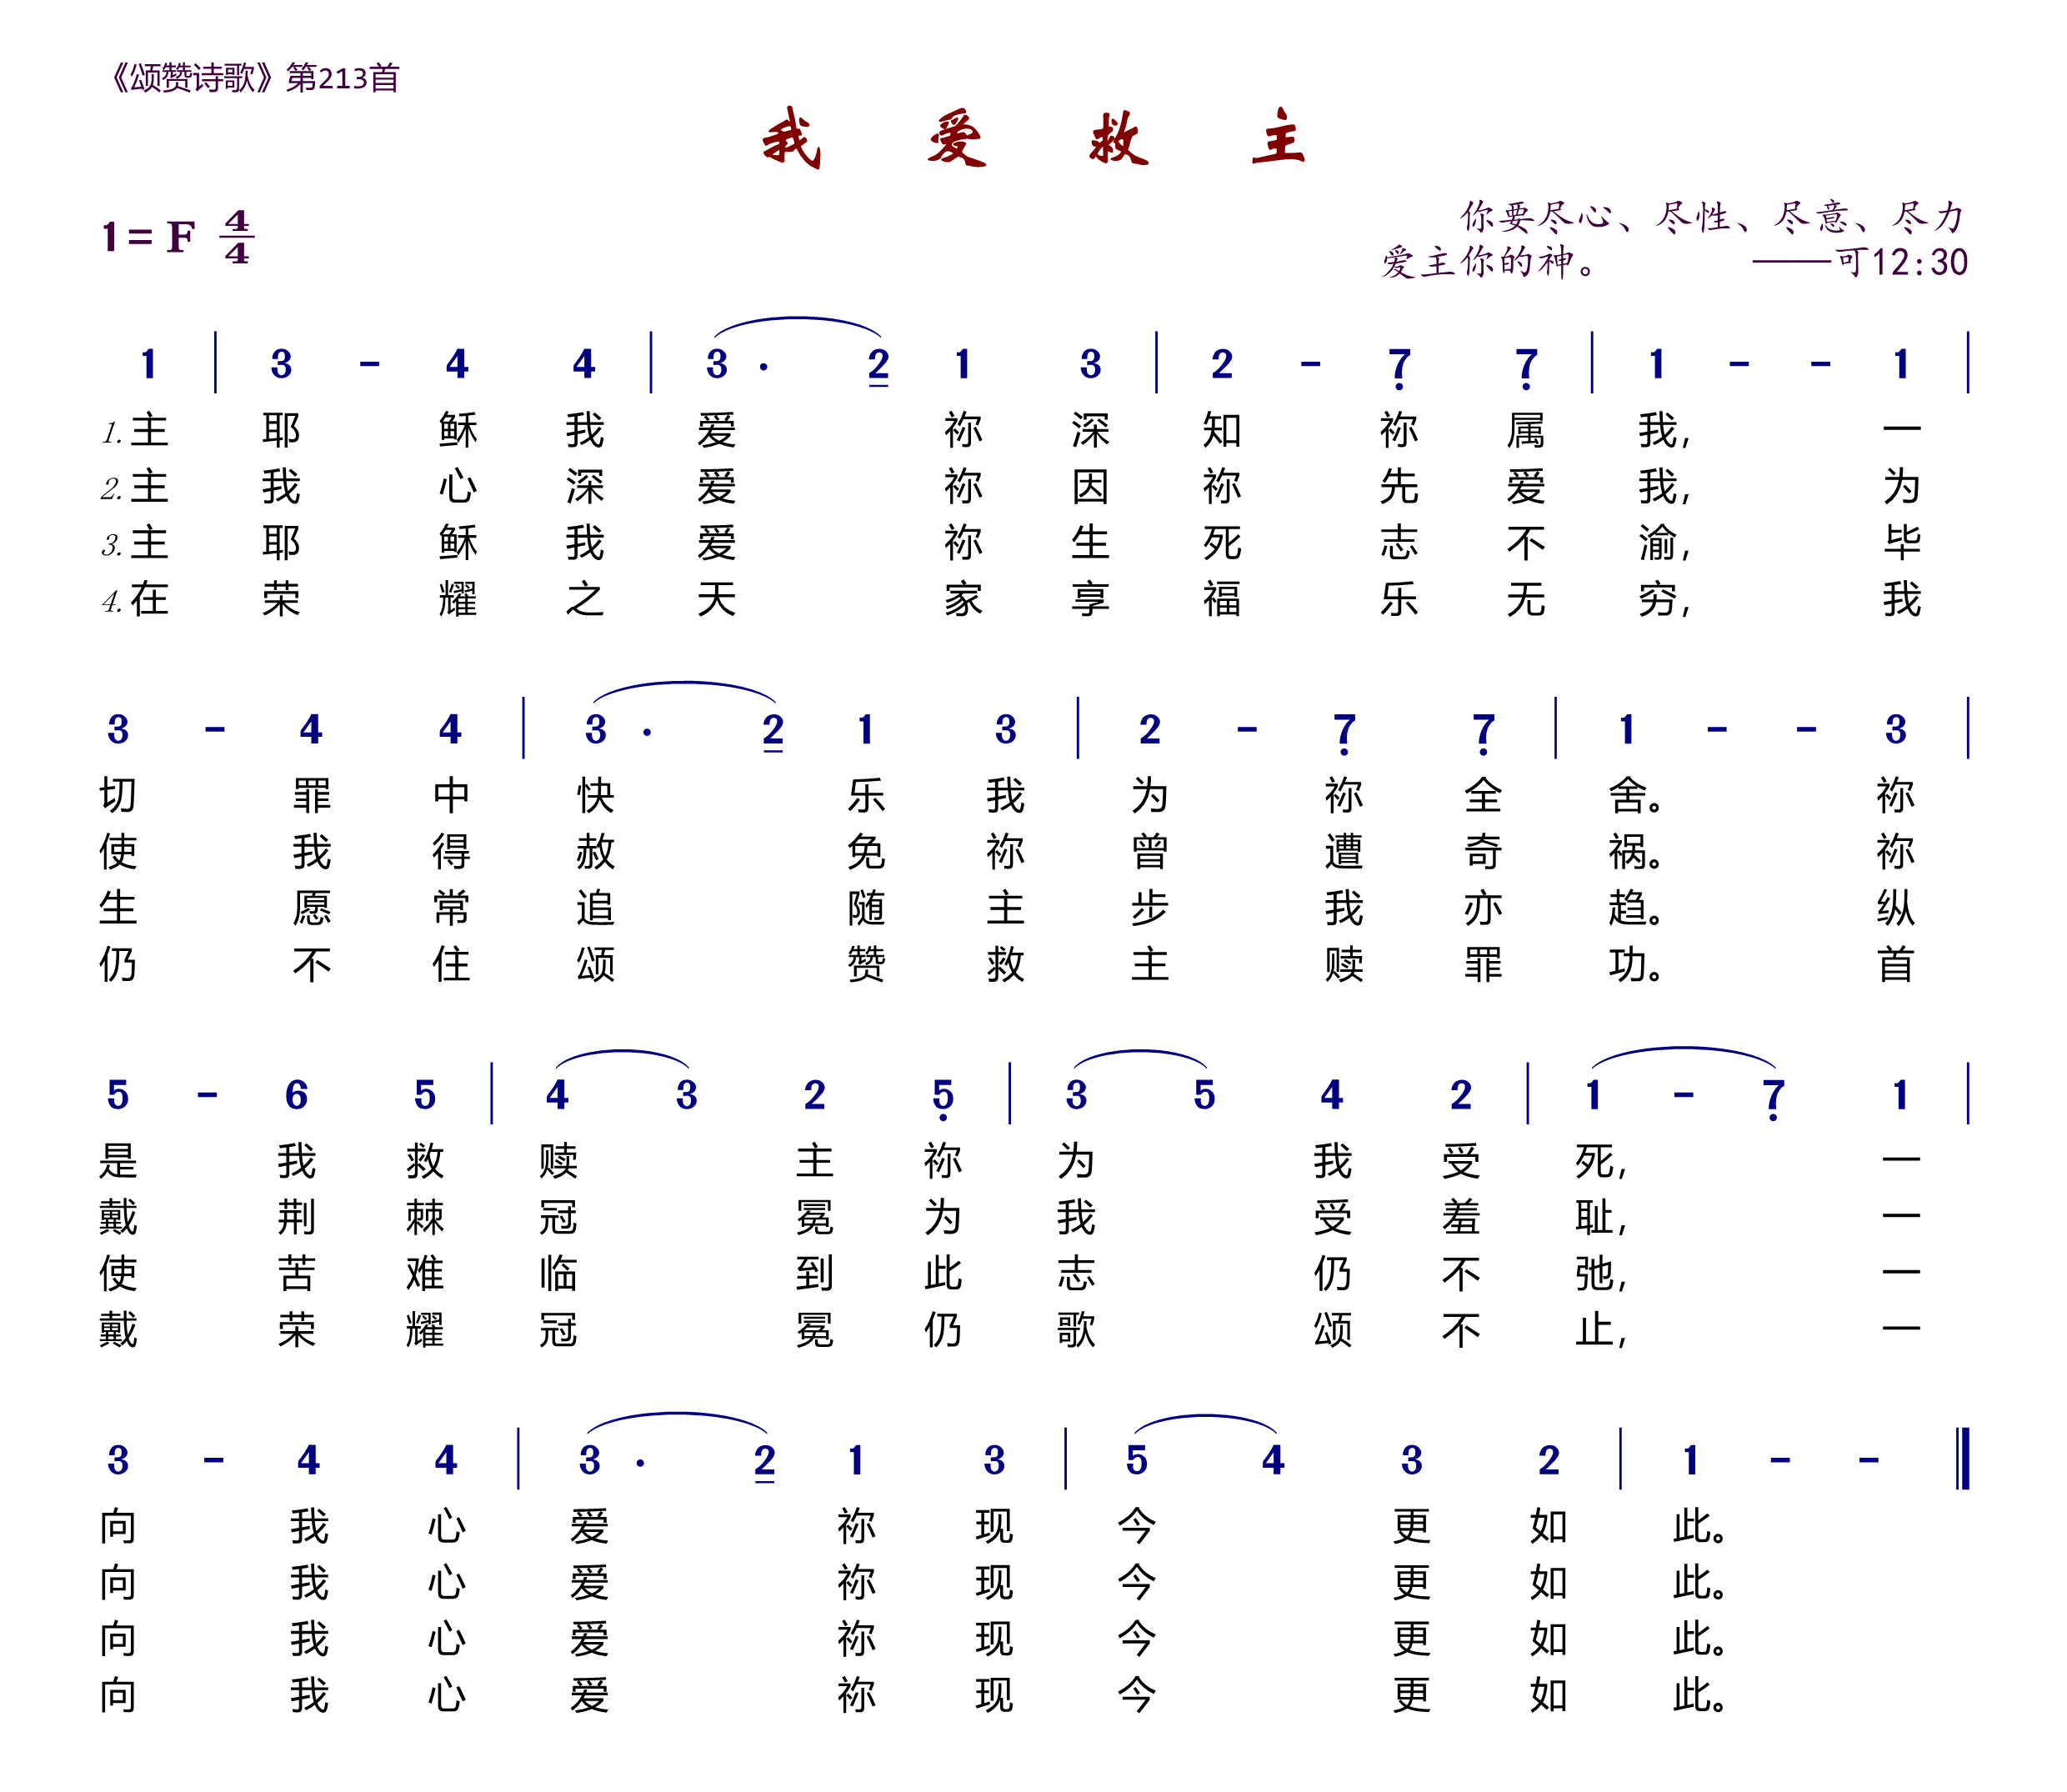 《颂赞诗歌》第213首
我 爱 救 主
1= F 4/4
你要尽心、尽性、尽意、尽力
爱主你的神。 ——可12:30
1 | 3 - 4 4 | 3 · 2 1 3 | 2 - 7 7 | 1 - - 1 |
1. 主 耶 稣 我 爱 祢 深 知 祢 属 我, 一
2. 主 我 心 深 爱 祢 因 祢 先 爱 我, 为
3. 主 耶 稣 我 爱 祢 生 死 志 不 渝, 毕
4. 在 荣 耀 之 天 家 享 福 乐 无 穷, 我
3 - 4 4 | 3 · 2 1 3 | 2 - 7 7 | 1 - - 3 |
切 罪 中 快 乐 我 为 祢 全 舍。 祢
使 我 得 赦 免 祢 曾 遭 奇 祸。 祢
生 愿 常 追 随 主 步 我 亦 趋。 纵
仍 不 住 颂 赞 救 主 赎 罪 功。 首
5 - 6 5 | 4 3 2 5 | 3 5 4 2 | 1 - 7 1 |
是 我 救 赎 主 祢 为 我 受 死, 一
戴 荆 棘 冠 冕 为 我 受 羞 耻, 一
使 苦 难 临 到 此 志 仍 不 弛, 一
戴 荣 耀 冠 冕 仍 歌 颂 不 止, 一
3 - 4 4 | 3 · 2 1 3 | 5 4 3 2 | 1 - - ‖
向 我 心 爱 祢 现 今 更 如 此。
向 我 心 爱 祢 现 今 更 如 此。
向 我 心 爱 祢 现 今 更 如 此。
向 我 心 爱 祢 现 今 更 如 此。